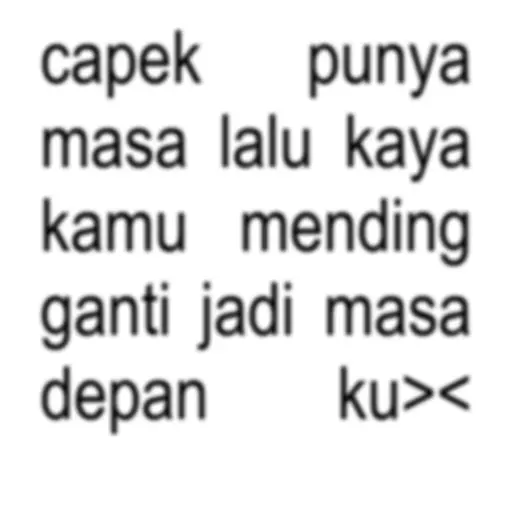 capek punya
masa lalu kaya
kamu mending
ganti jadi masa
depan ku><